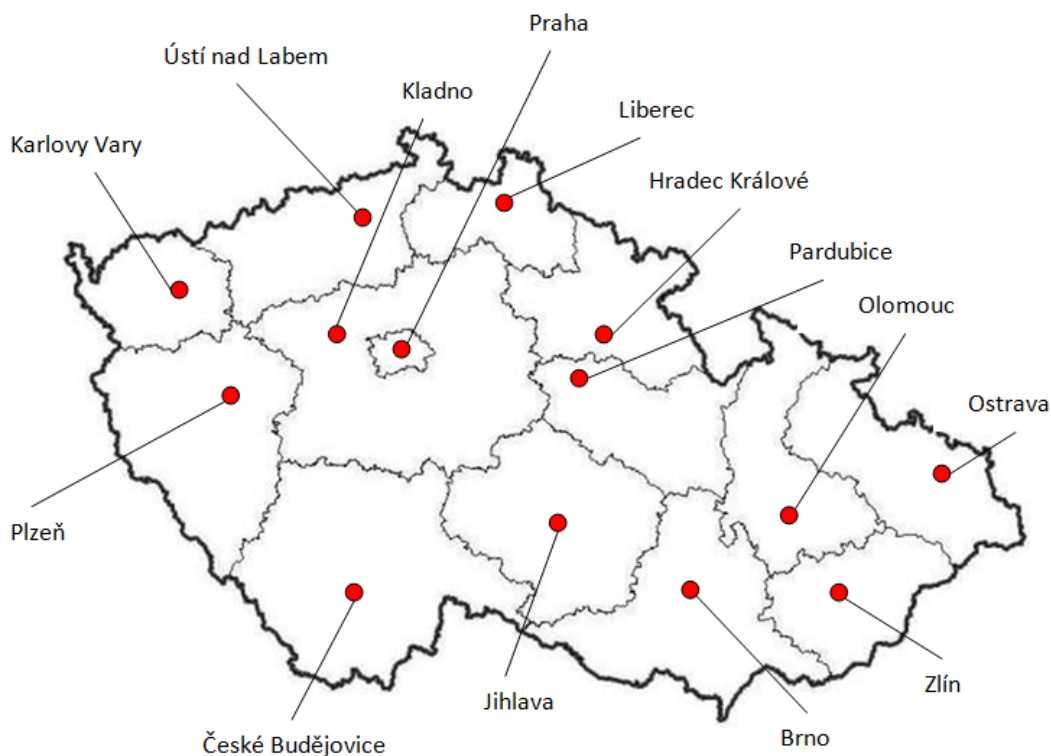 Praha
Ústí nad Labem
Kladno
Liberec
Karlovy Vary
Hradec Králové
Pardubice
Olomouc
Ostrava
Plzeň
Zlín
Jihlava
Brno
České Budějovice